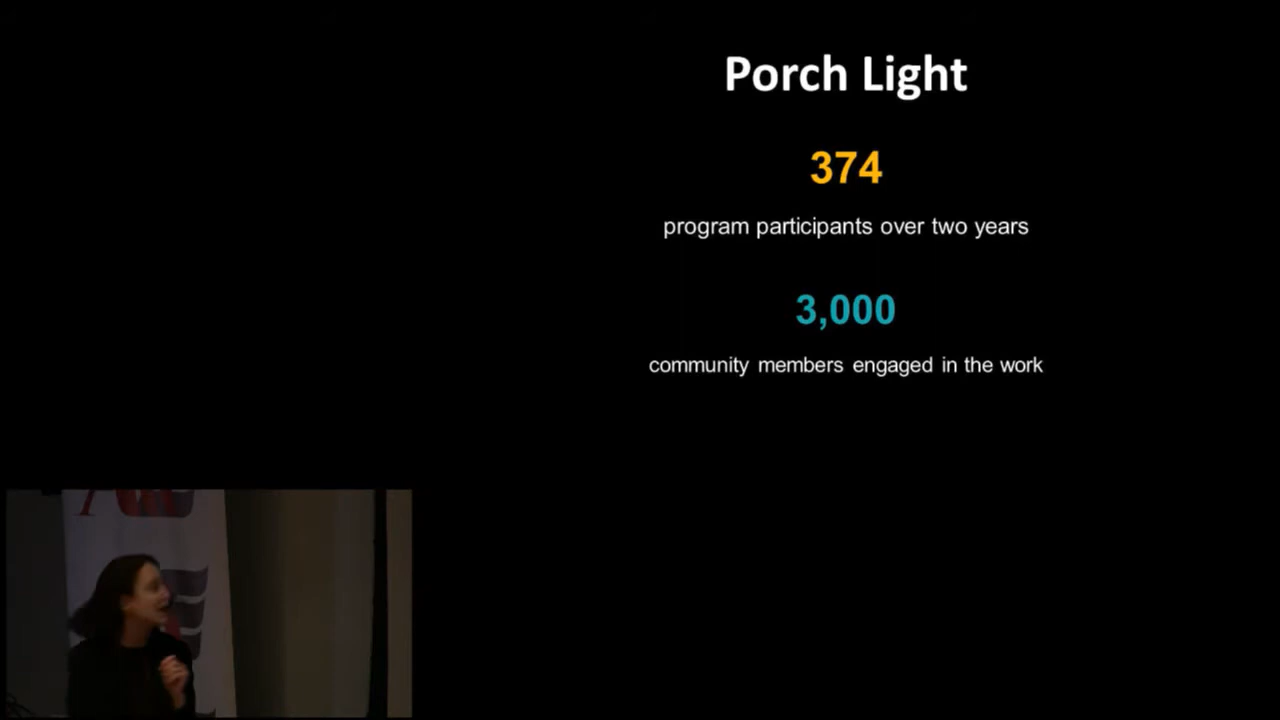 Porch Light
374
program participants over two years
3,000
community members engaged in the work